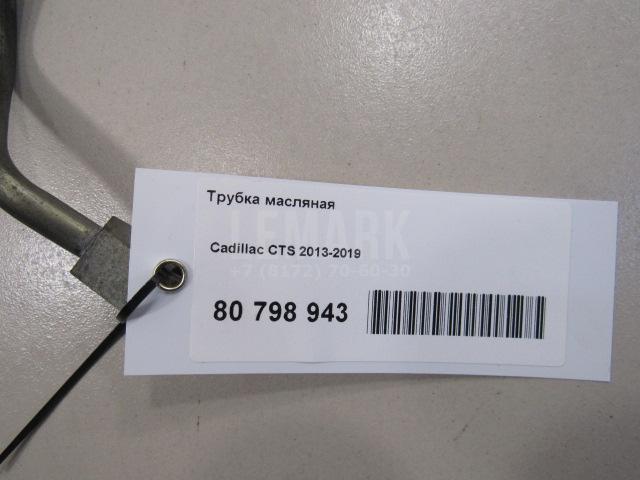 Трубка масляная
LEMARK
Cadillac CTS 2013-2019
+7 (8172) 70-60-30
80 798 943